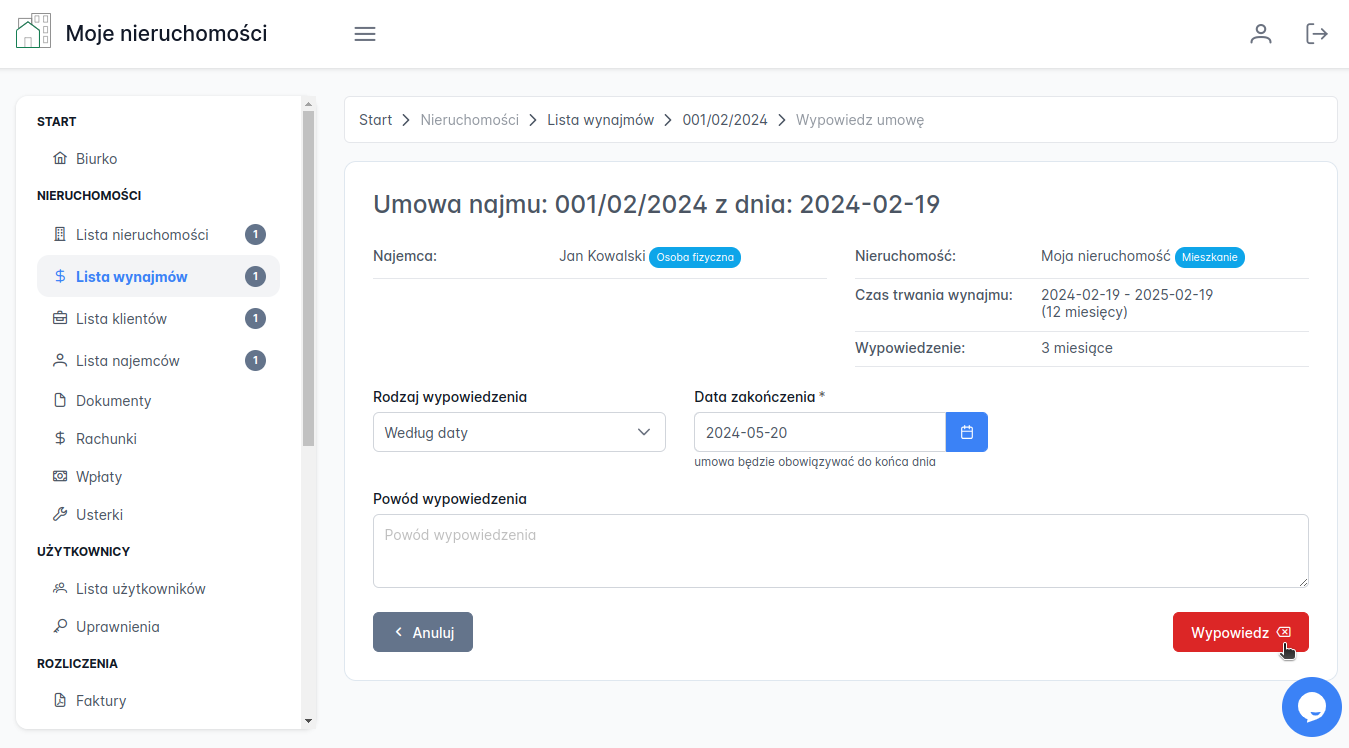 Moje nieruchomości
START
Biurko
NIERUCHOMOŚCI
Lista nieruchomości 1
Lista wynajmów 1
Lista klientów 1
Lista najemców 1
Dokumenty
Rachunki
Wpłaty
Usterki
UŻYTKOWNICY
Lista użytkowników
Uprawnienia
ROZLICZENIA
Faktury
Start > Nieruchomości > Lista wynajmów > 001/02/2024 > Wypowiedz umowę
Umowa najmu: 001/02/2024 z dnia: 2024-02-19
Najemca: Jan Kowalski Osoba fizyczna
Nieruchomość: Moja nieruchomość Mieszkanie
Czas trwania wynajmu: 2024-02-19 - 2025-02-19
(12 miesięcy)
Wypowiedzenie: 3 miesiące
Rodzaj wypowiedzenia
Według daty
Data zakończenia *
2024-05-20
umowa będzie obowiązywać do końca dnia
Powód wypowiedzenia
Powód wypowiedzenia
Anuluj
Wypowiedz